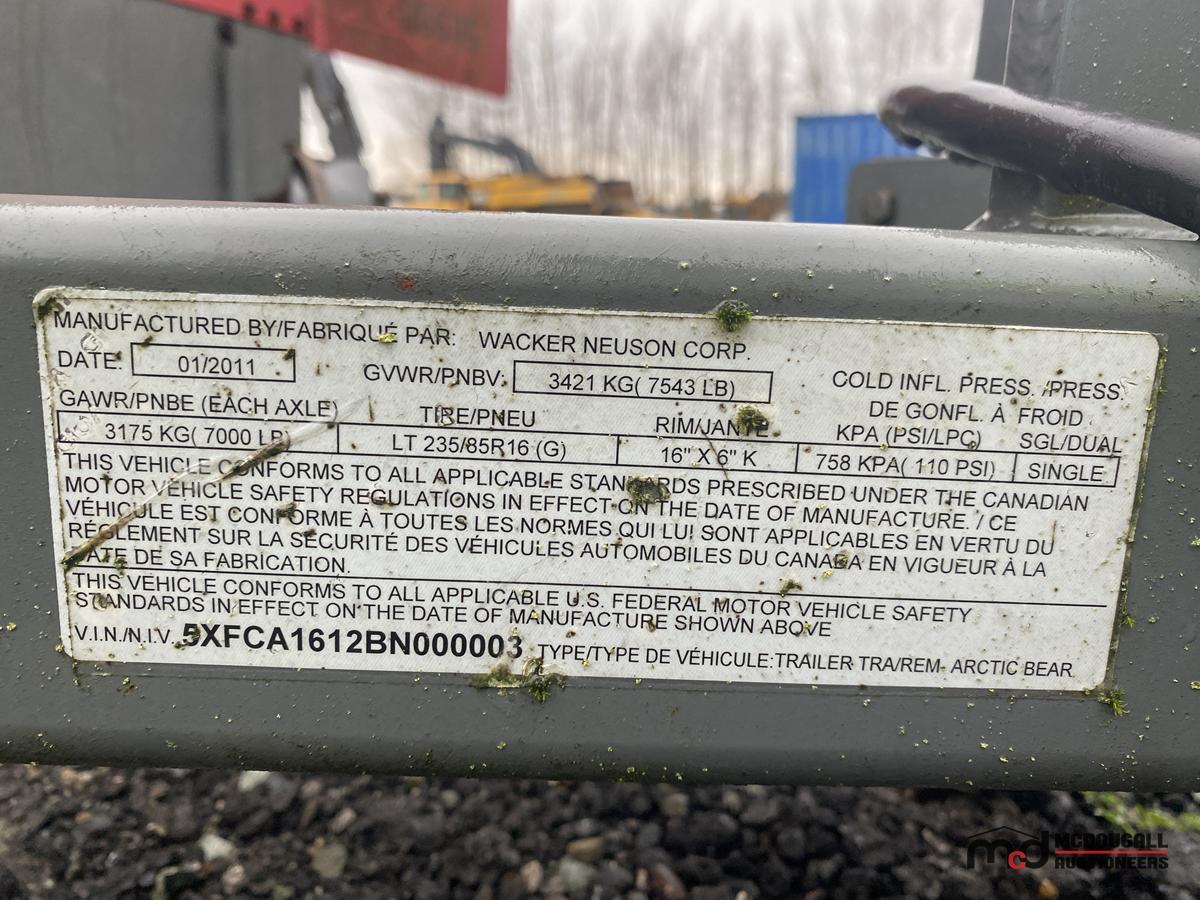 MANUFACTURED BY/FABRIQUÉ PAR: WACKER NEUSON CORP.
DATE: 01/2011 GVWR/PNBV: 3421 KG( 7543 LB) COLD INFL. PRESS. /PRESS.
DE GONFL. À FROID
GAWR/PNBE (EACH AXLE) TIRE/PNEU RIM/JANTE KPA (PSI/LPC) SGL/DUAL
3175 KG( 7000 LB) LT 235/85R16 (G) 16" X 6" K 758 KPA( 110 PSI) SINGLE
THIS VEHICLE CONFORMS TO ALL APPLICABLE STANDARDS PRESCRIBED UNDER THE CANADIAN
MOTOR VEHICLE SAFETY REGULATIONS IN EFFECT ON THE DATE OF MANUFACTURE. / CE
VÉHICULE EST CONFORME À TOUTES LES NORMES QUI LUI SONT APPLICABLES EN VERTU DU
RÉGLEMENT SUR LA SÉCURITÉ DES VÉHICULES AUTOMOBILES DU CANADA EN VIGUEUR À LA
DATE DE SA FABRICATION.
THIS VEHICLE CONFORMS TO ALL APPLICABLE U.S. FEDERAL MOTOR VEHICLE SAFETY
STANDARDS IN EFFECT ON THE DATE OF MANUFACTURE SHOWN ABOVE
V.I.N./N.I.V. 5XFCA1612BN000003 TYPE/TYPE DE VÉHICULE:TRAILER TRA/REM- ARCTIC BEAR
mcd MCDOUGALL
AUCTIONEERS